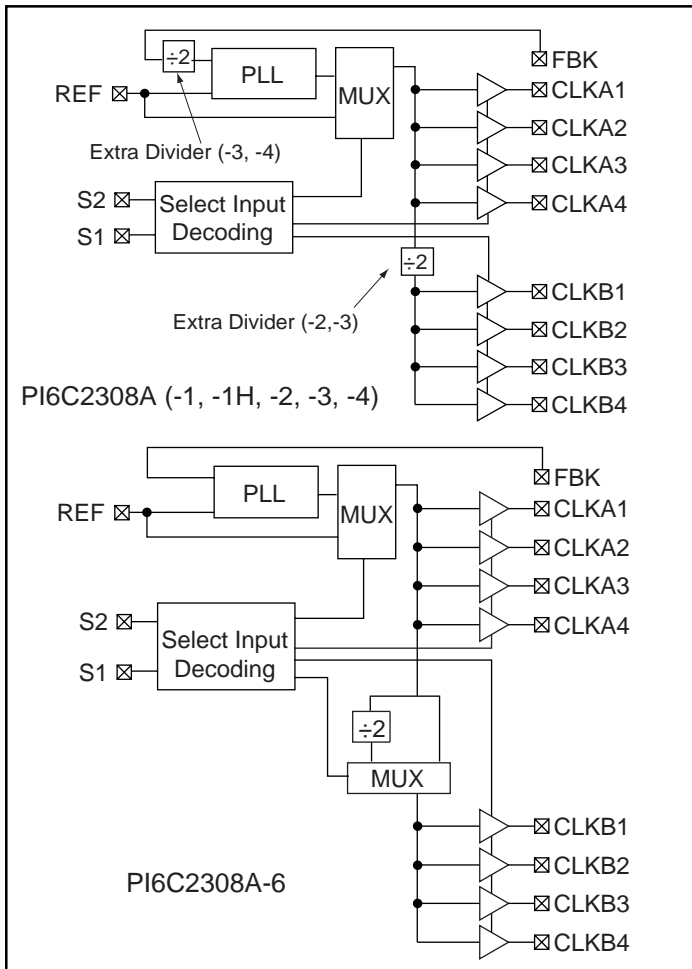 ÷2
PLL
MUX
FBK
REF
CLKA1
CLKA2
Extra Divider (-3, -4)
CLKA3
S2
Select Input
CLKA4
S1
Decoding
÷2
CLKB1
Extra Divider (-2,-3)
CLKB2
CLKB3
PI6C2308A (-1, -1H, -2, -3, -4)
CLKB4
FBK
PLL
MUX
REF
CLKA1
CLKA2
CLKA3
S2
CLKA4
Select Input
S1
Decoding
÷2
MUX
CLKB1
CLKB2
PI6C2308A-6
CLKB3
CLKB4